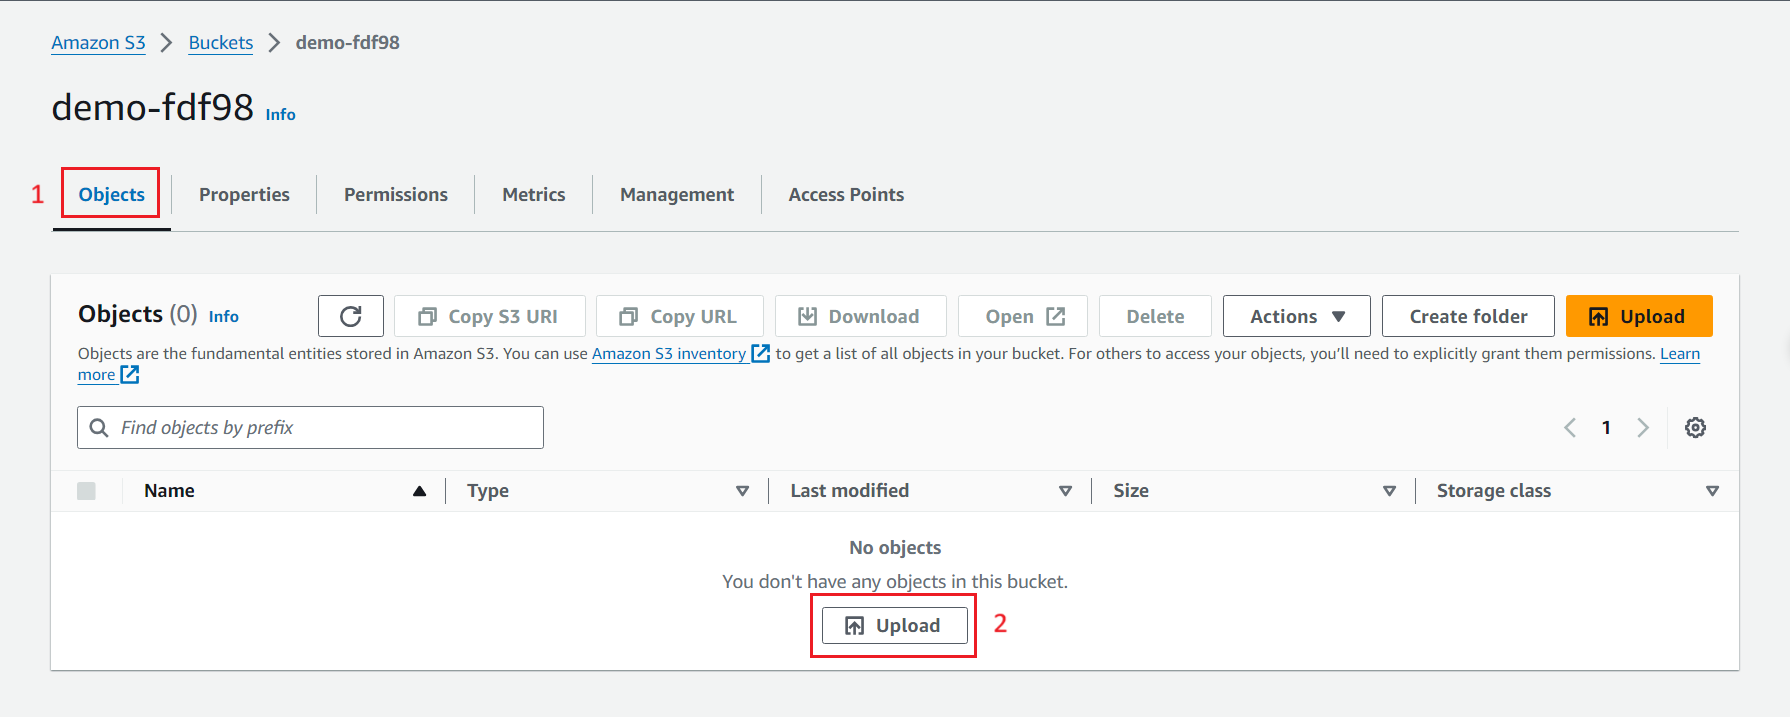 Amazon S3 > Buckets > demo-fdf98
demo-fdf98 Info
1 Objects Properties Permissions Metrics Management Access Points
Objects (0) Info Copy S3 URI Copy URL Download Open Delete Actions Create folder Upload
Objects are the fundamental entities stored in Amazon S3. You can use Amazon S3 inventory to get a list of all objects in your bucket. For others to access your objects, you’ll need to explicitly grant them permissions. Learn
more
Find objects by prefix 1
Name Type Last modified Size Storage class
No objects
You don't have any objects in this bucket.
Upload 2